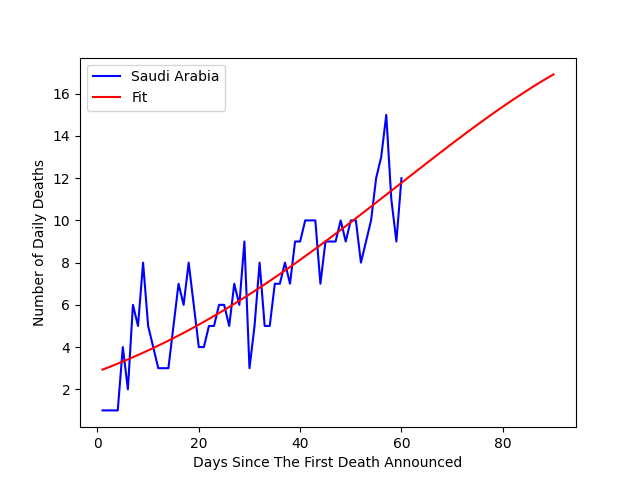 Saudi Arabia
Fit
Number of Daily Deaths
16
14
12
10
8
6
4
2
0 20 40 60 80
Days Since The First Death Announced